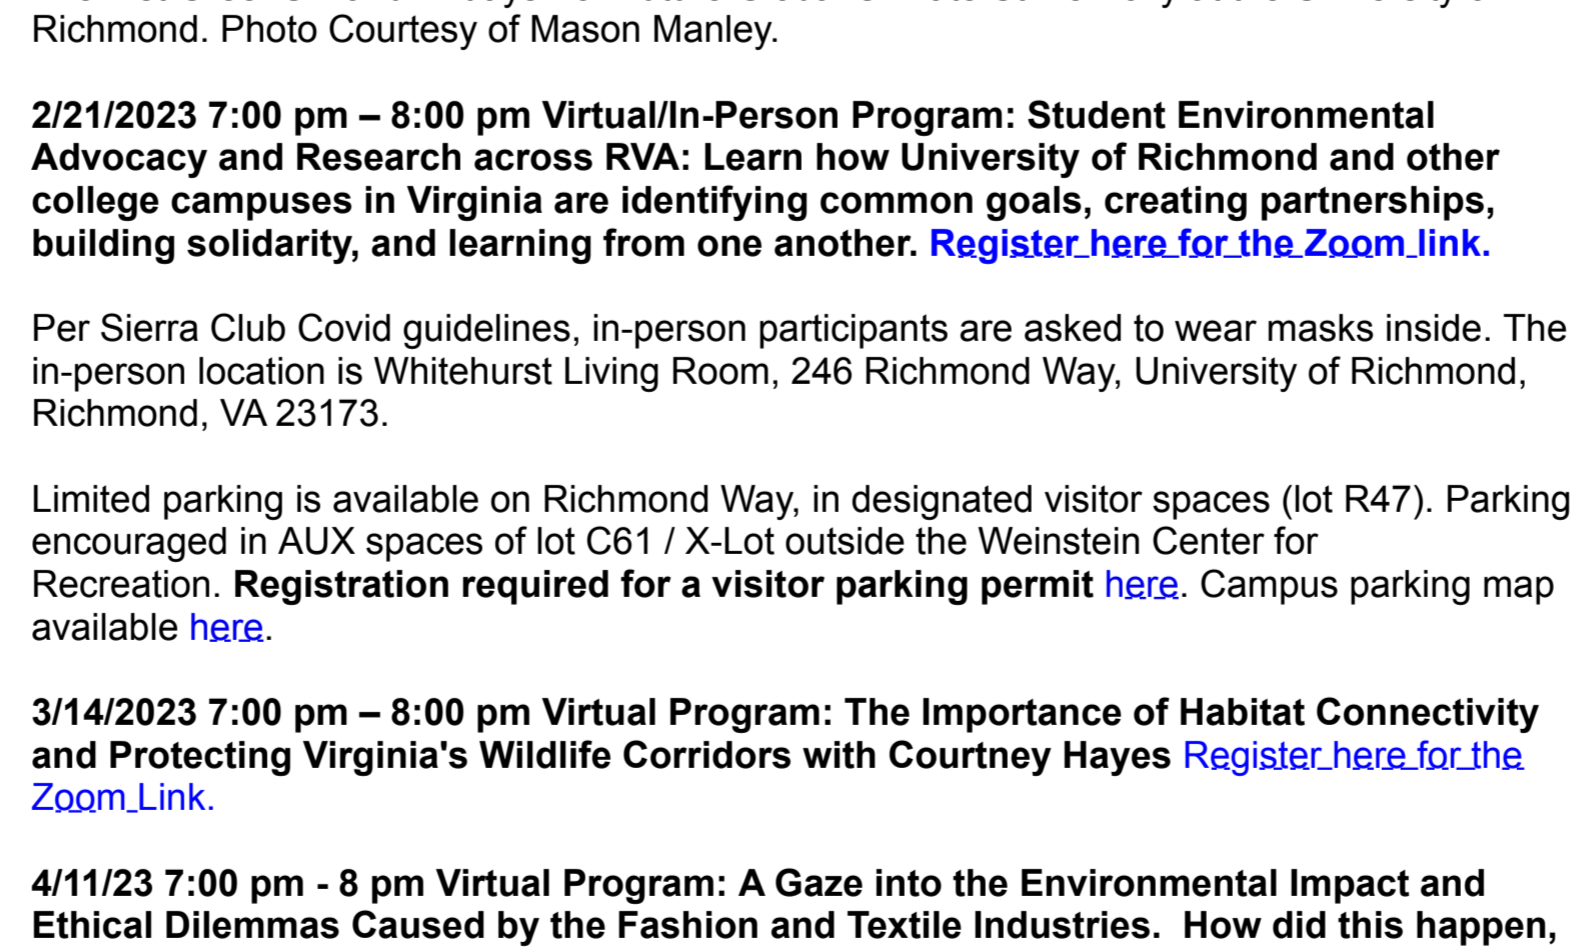 Richmond. Photo Courtesy of Mason Manley.
2/21/2023 7:00 pm – 8:00 pm Virtual/In-Person Program: Student Environmental
Advocacy and Research across RVA: Learn how University of Richmond and other
college campuses in Virginia are identifying common goals, creating partnerships,
building solidarity, and learning from one another. Register here for the Zoom link.
Per Sierra Club Covid guidelines, in-person participants are asked to wear masks inside. The
in-person location is Whitehurst Living Room, 246 Richmond Way, University of Richmond,
Richmond, VA 23173.
Limited parking is available on Richmond Way, in designated visitor spaces (lot R47). Parking
encouraged in AUX spaces of lot C61 / X-Lot outside the Weinstein Center for
Recreation. Registration required for a visitor parking permit here. Campus parking map
available here.
3/14/2023 7:00 pm – 8:00 pm Virtual Program: The Importance of Habitat Connectivity
and Protecting Virginia's Wildlife Corridors with Courtney Hayes Register here for the
Zoom Link.
4/11/23 7:00 pm - 8 pm Virtual Program: A Gaze into the Environmental Impact and
Ethical Dilemmas Caused by the Fashion and Textile Industries.  How did this happen,